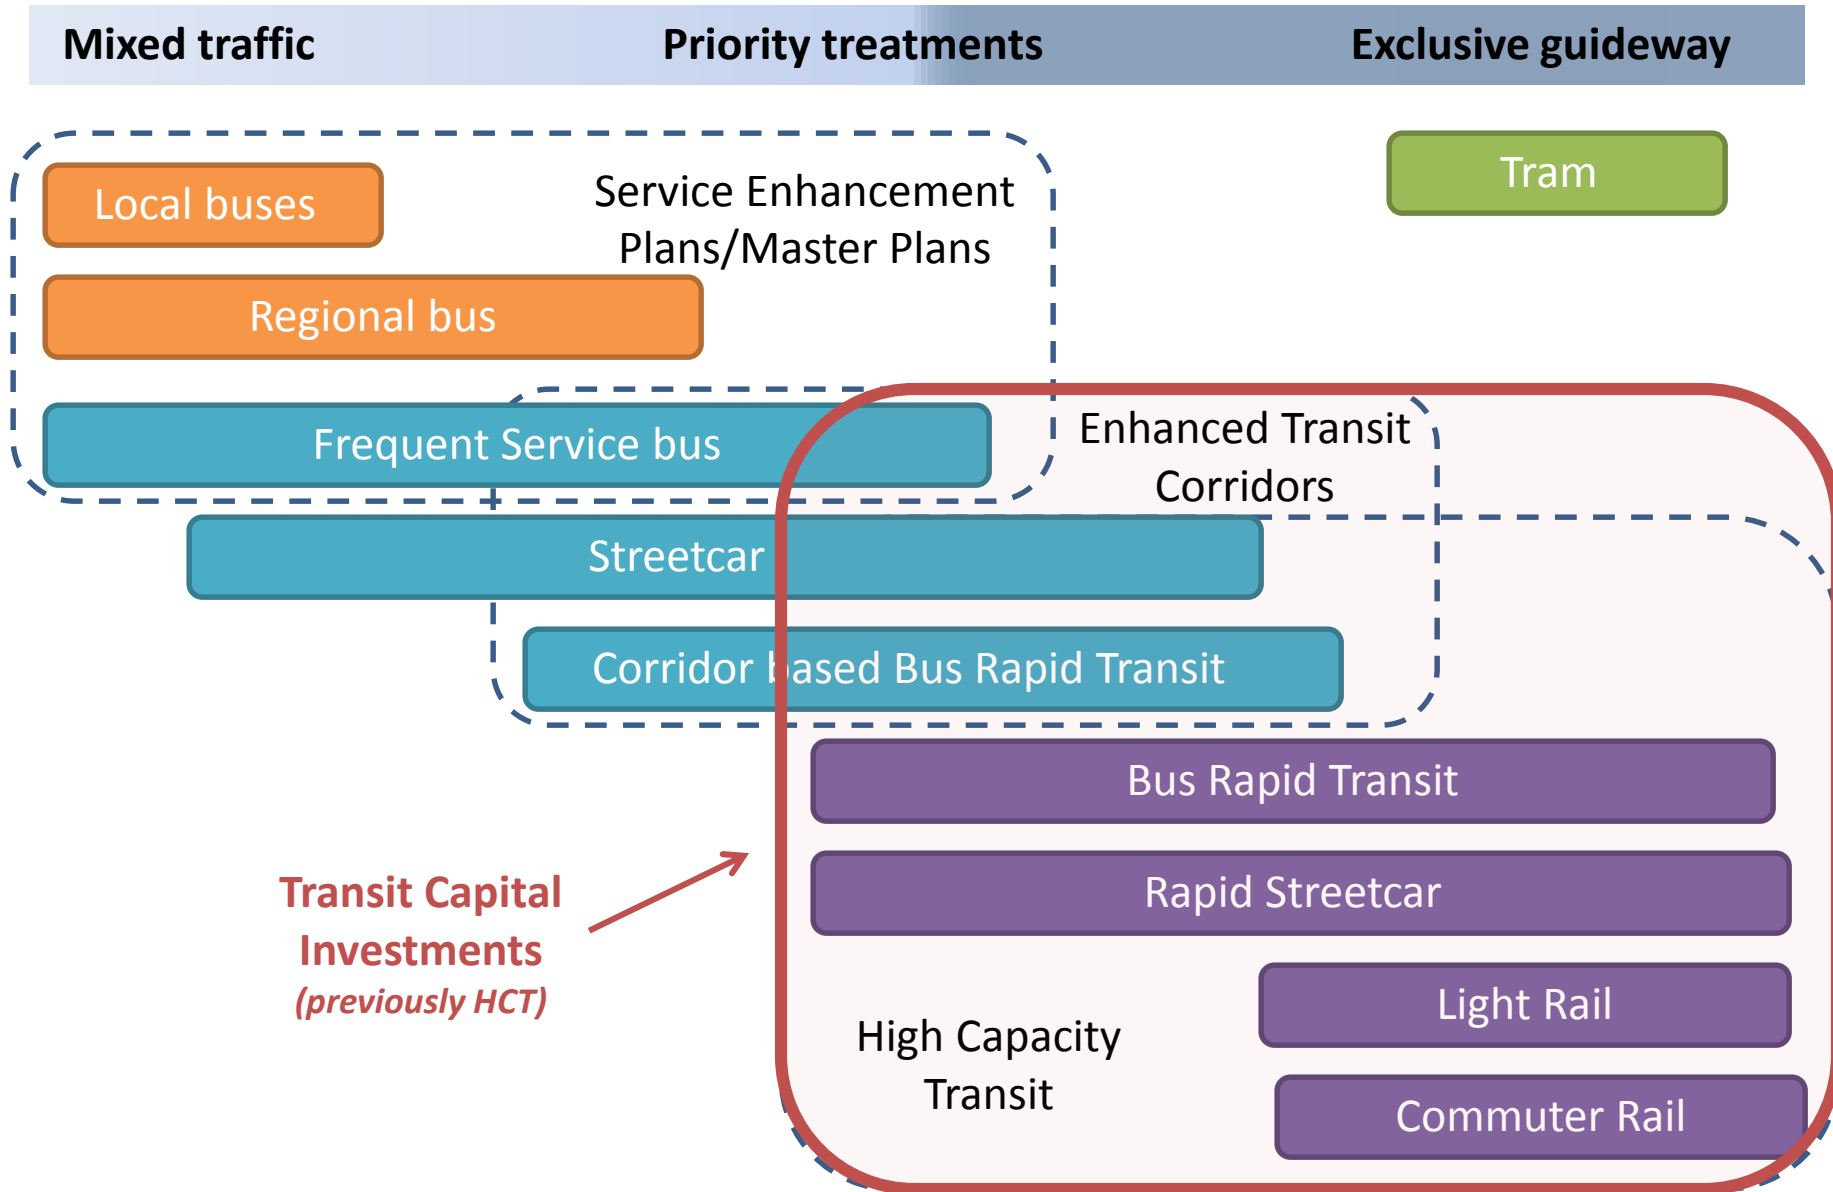 Mixed traffic
Priority treatments
Exclusive guideway
Local buses
Service Enhancement
Plans/Master Plans
Tram
Regional bus
Frequent Service bus
Enhanced Transit
Corridors
Streetcar
Corridor based Bus Rapid Transit
Bus Rapid Transit
Transit Capital
Investments
(previously HCT)
Rapid Streetcar
Light Rail
High Capacity
Transit
Commuter Rail